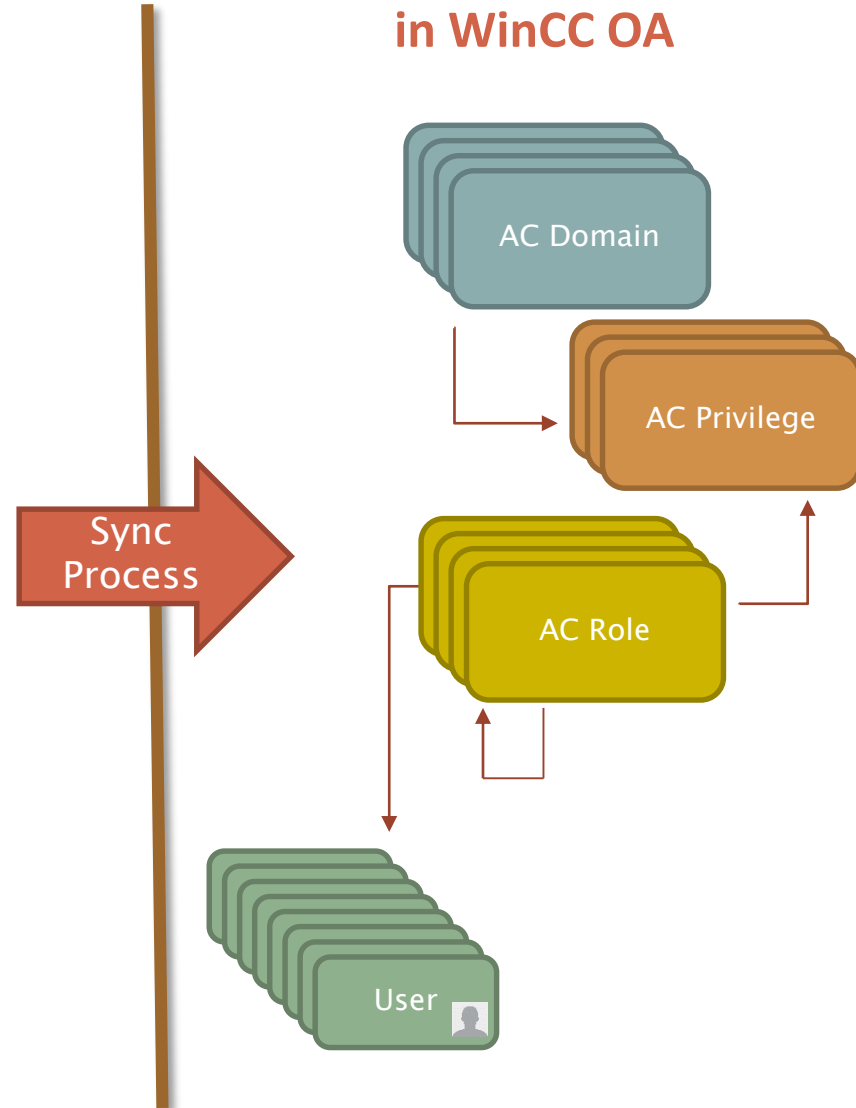 in WinCC OA
AC Domain
AC Privilege
Sync
Process
AC Role
User